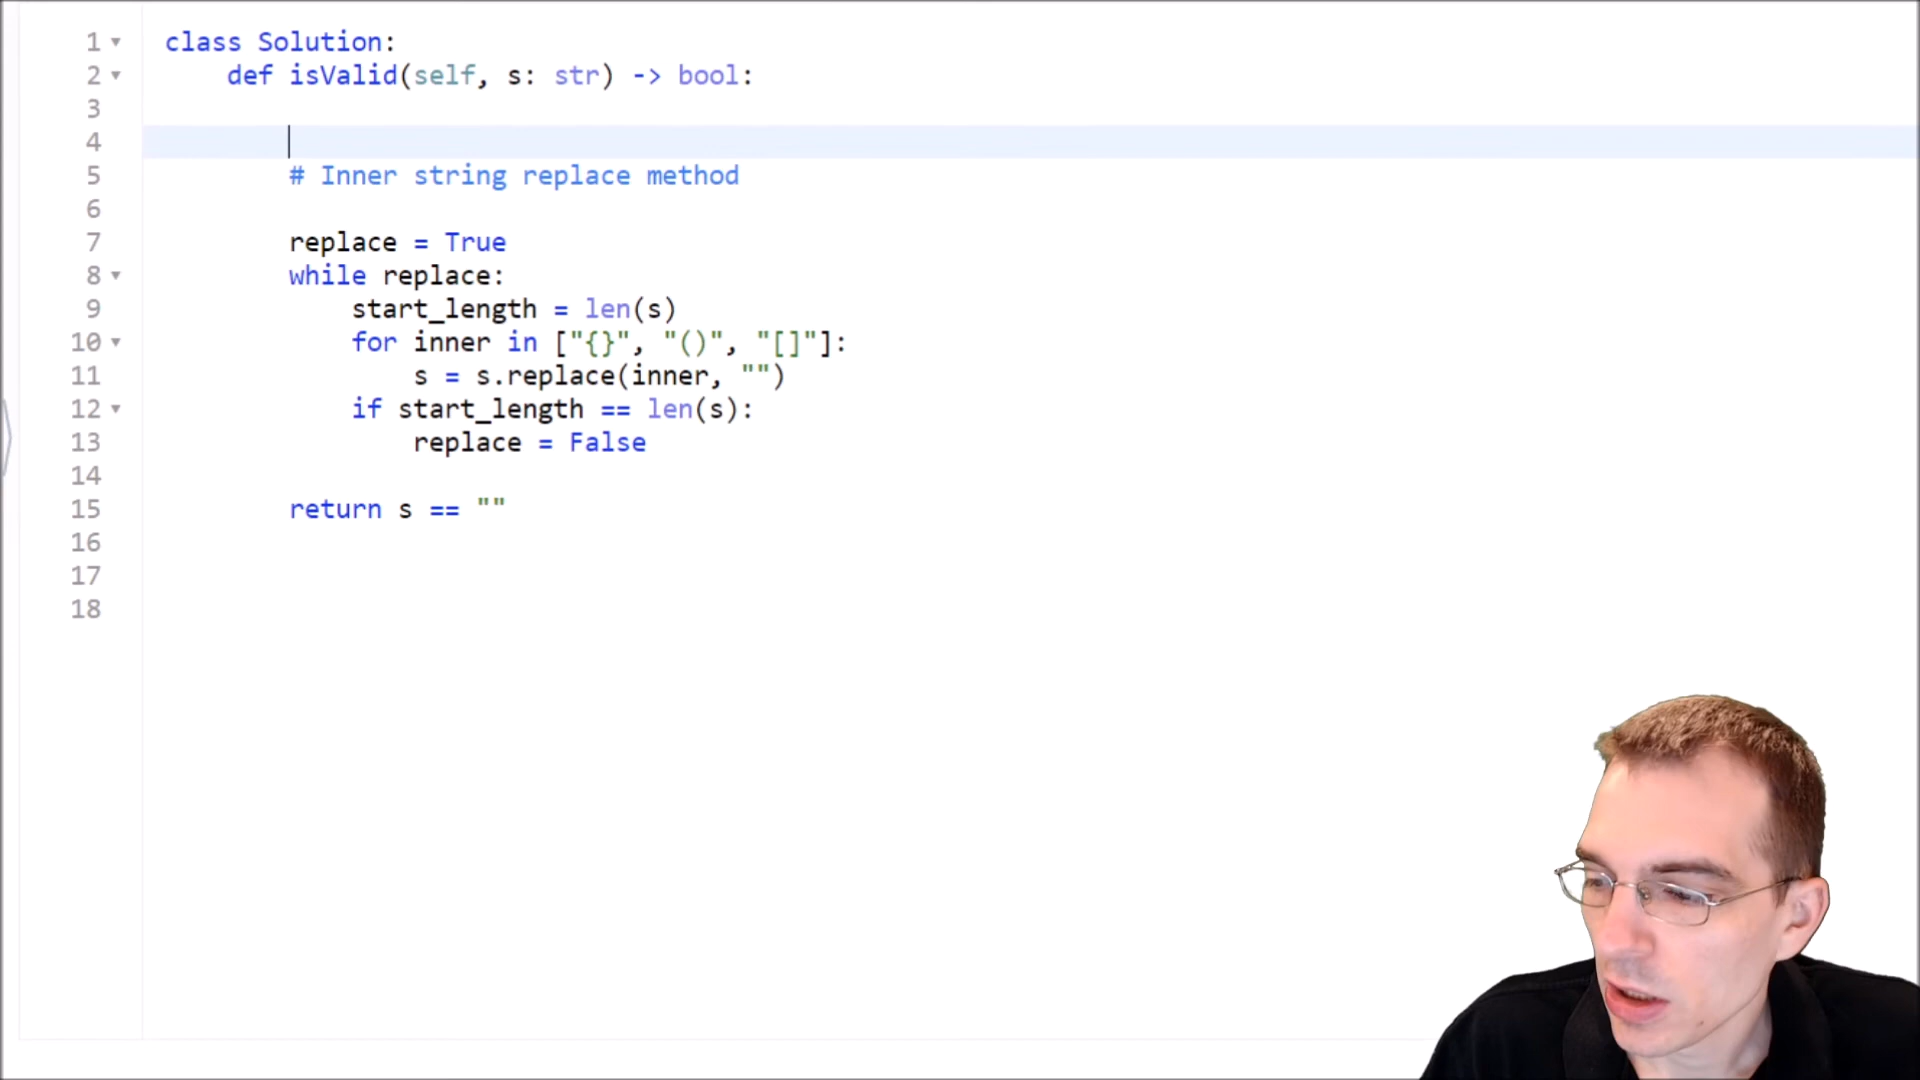 1 class Solution:
2 def isValid(self, s: str) -> bool:
3
4
5 # Inner string replace method
6
7 replace = True
8 while replace:
9 start_length = len(s)
10 for inner in ["{}", "()", "[]"]:
11 s = s.replace(inner, "")
12 if start_length == len(s):
13 replace = False
14
15 return s == ""
16
17
18